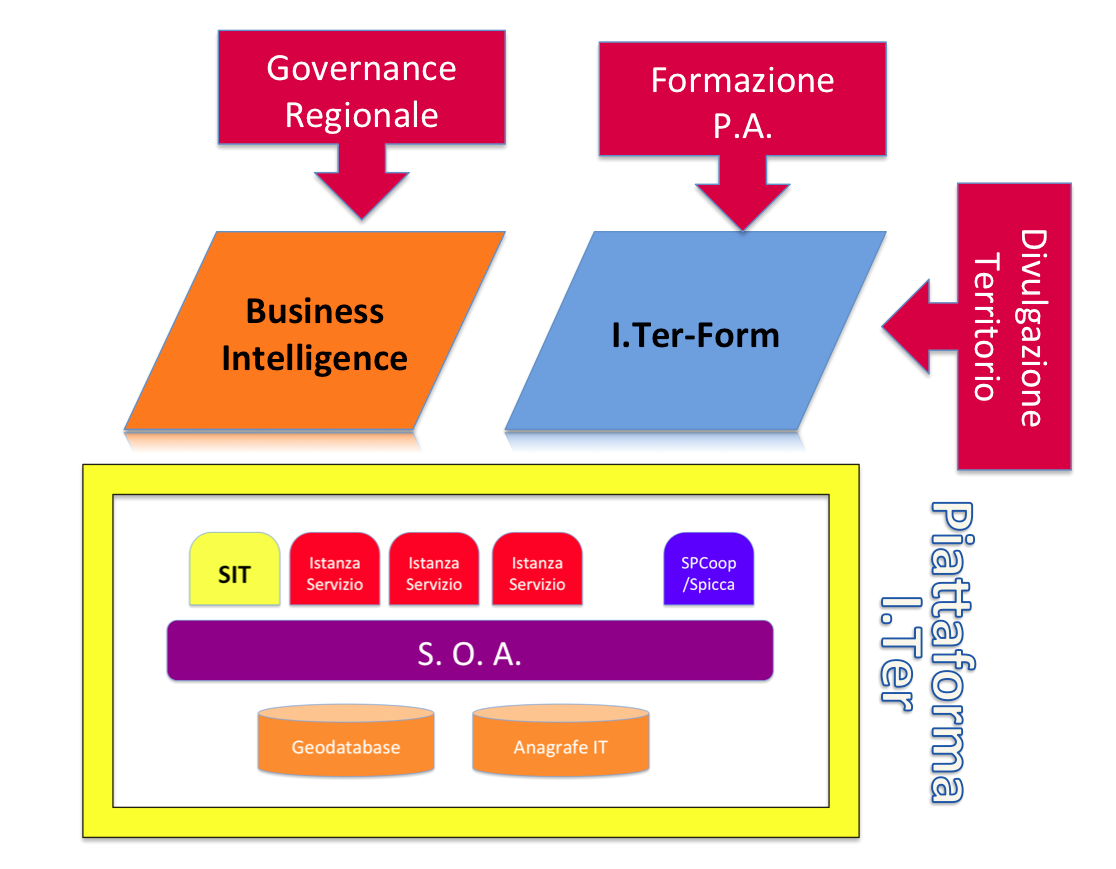 Governance
Regionale
Formazione
P.A.
Divulgazione
Territorio
Business
Intelligence
I.Ter-Form
Piattaforma
I.Ter
SIT
Istanza
Servizio
Istanza
Servizio
Istanza
Servizio
SPCoop
/Spicca
S. O. A.
Geodatabase
Anagrafe IT